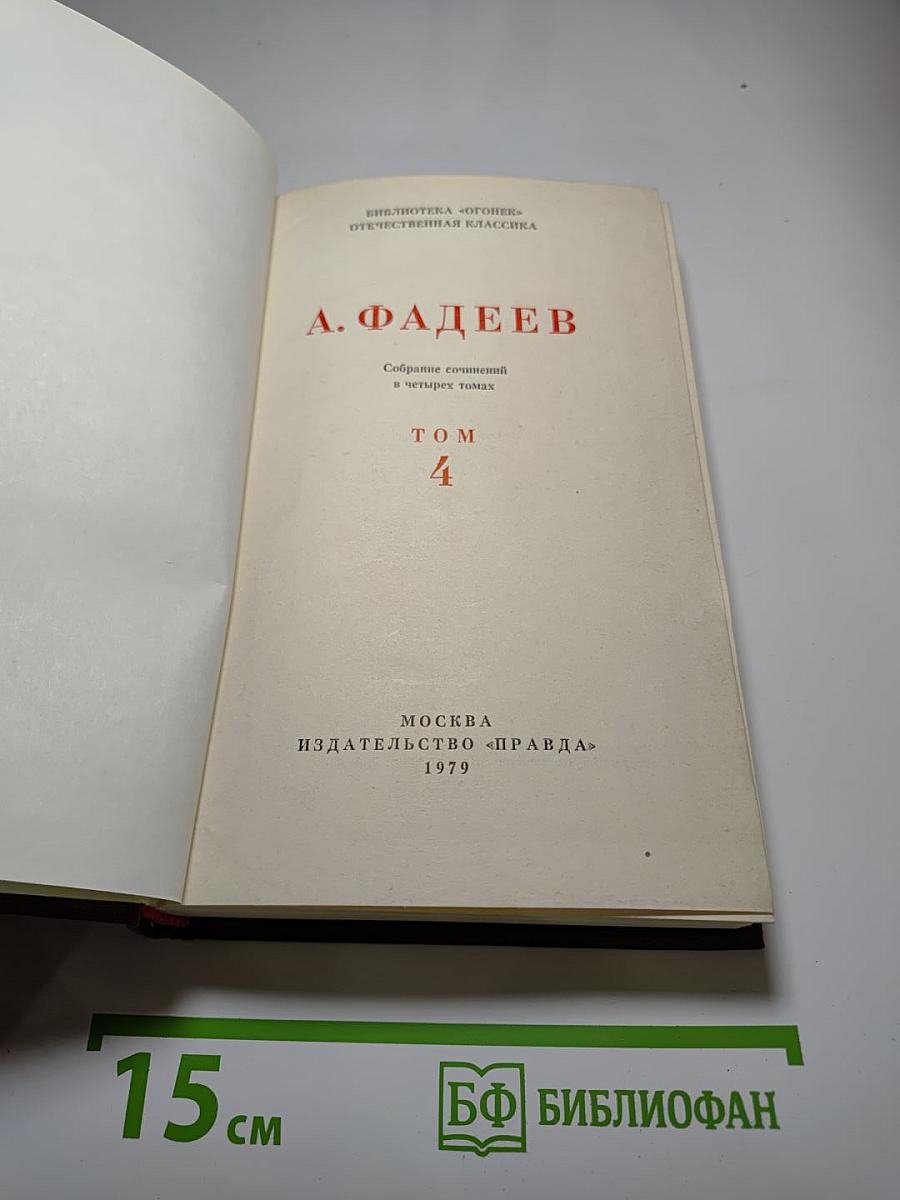 БИБЛИОТЕКА «ОГОНЕК»
ОТЕЧЕСТВЕННАЯ КЛАССИКА
А. ФАДЕЕВ
Собрание сочинений
в четырех томах
ТОМ
4
МОСКВА
ИЗДАТЕЛЬСТВО «ПРАВДА»
1979
15 см
БФ БИБЛИОФАН